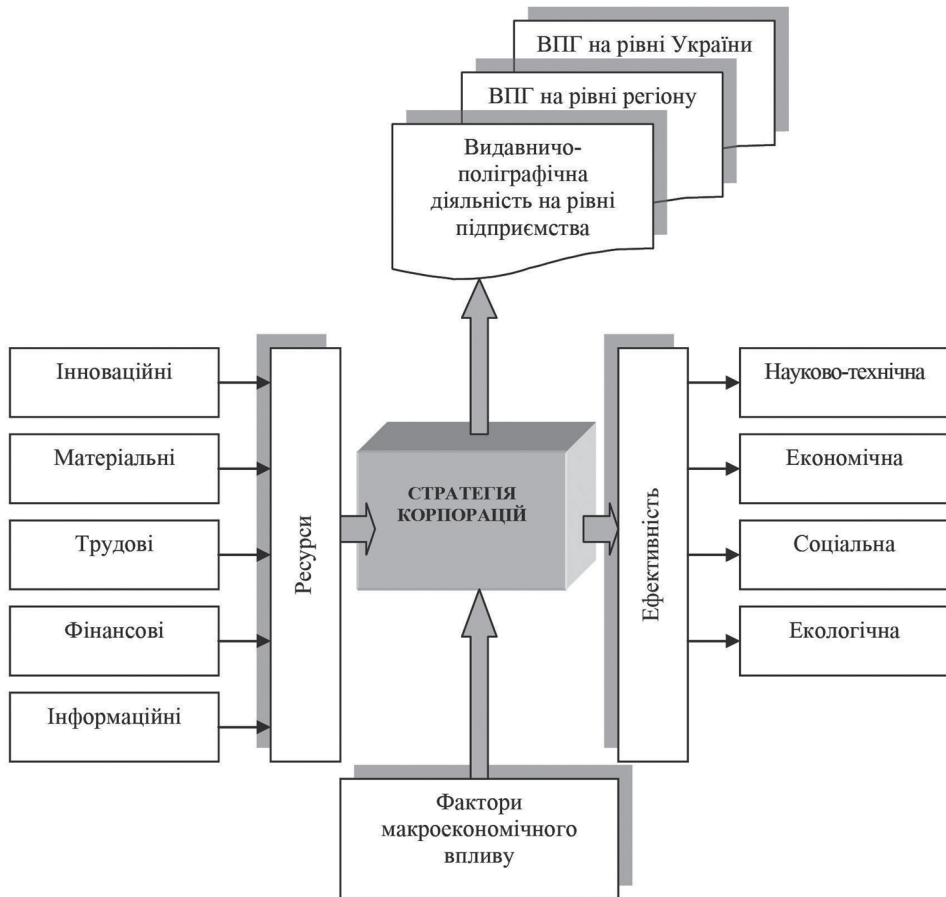 ВПГ на рівні України
ВПГ на рівні регіону
Видавничо-
поліграфічна
діяльність на рівні
підприємства
Інноваційні
Матеріальні
Трудові
Фінансові
Інформаційні
Ресурси
СТРАТЕГІЯ
КОРПОРАЦІЙ
Ефективність
Науково-технічна
Економічна
Соціальна
Екологічна
Фактори
макроекономічного
впливу